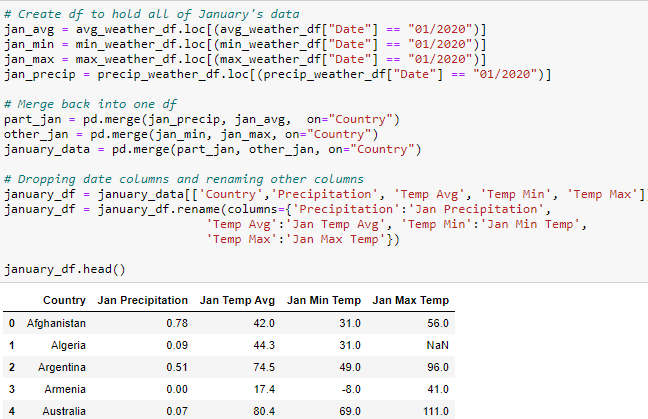 # Create df to hold all of January's data
jan_avg = avg_weather_df.loc[(avg_weather_df["Date"] == "01/2020")]
jan_min = min_weather_df.loc[(min_weather_df["Date"] == "01/2020")]
jan_max = max_weather_df.loc[(max_weather_df["Date"] == "01/2020")]
jan_precip = precip_weather_df.loc[(precip_weather_df["Date"] == "01/2020")]
# Merge back into one df
part_jan = pd.merge(jan_precip, jan_avg,  on="Country")
other_jan = pd.merge(jan_min, jan_max, on="Country")
january_data = pd.merge(part_jan, other_jan, on="Country")
# Dropping date columns and renaming other columns
january_df = january_data[['Country','Precipitation', 'Temp Avg', 'Temp Min', 'Temp Max']]
january_df = january_df.rename(columns={'Precipitation':'Jan Precipitation',
'Temp Avg':'Jan Temp Avg', 'Temp Min':'Jan Min Temp',
'Temp Max':'Jan Max Temp'})
january_df.head()
Country Jan Precipitation Jan Temp Avg Jan Min Temp Jan Max Temp
0 Afghanistan 0.78 42.0 31.0 56.0
1 Algeria 0.09 44.3 31.0 NaN
2 Argentina 0.51 74.5 49.0 96.0
3 Armenia 0.00 17.4 -8.0 41.0
4 Australia 0.07 80.4 69.0 111.0